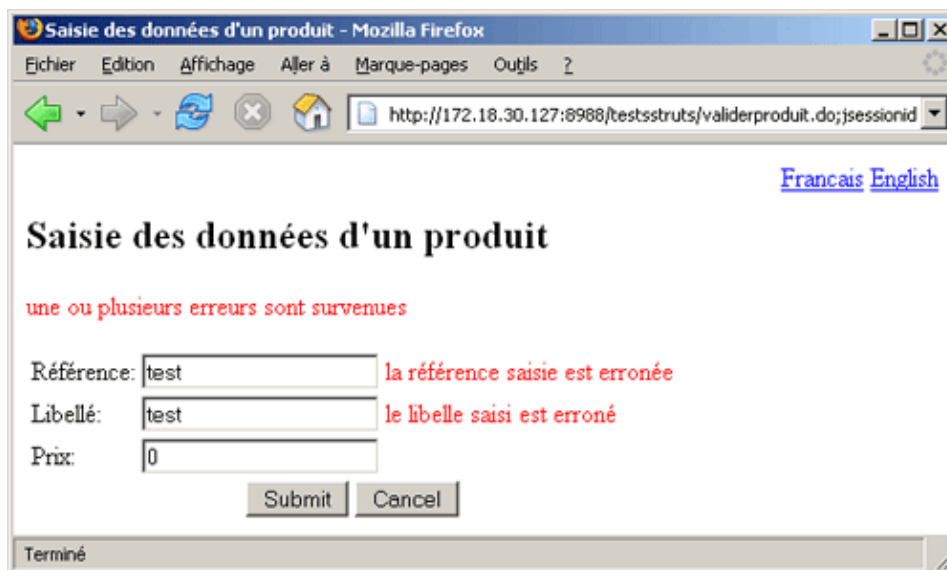 Saisie des données d'un produit - Mozilla Firefox
Fichier Edition Affichage Aller à Marque-pages Outils ?
http://172.18.30.127:8988/testsstruts/validerproduit.do;jsessionid
Francais English
Saisie des données d'un produit
une ou plusieurs erreurs sont survenues
Référence: test la référence saisie est erronée
Libellé: test le libelle saisi est erroné
Prix: 0
Submit Cancel
Terminé